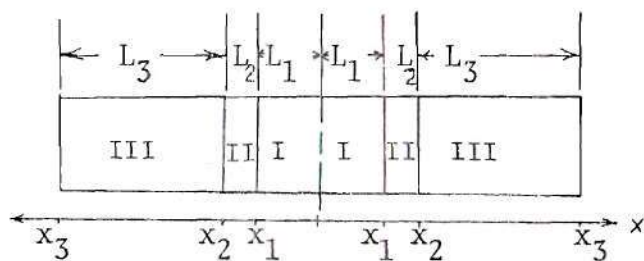 L3 L2 L1 L1 L2 L3
III II I I II III
x3 x2 x1 x1 x2 x3 x